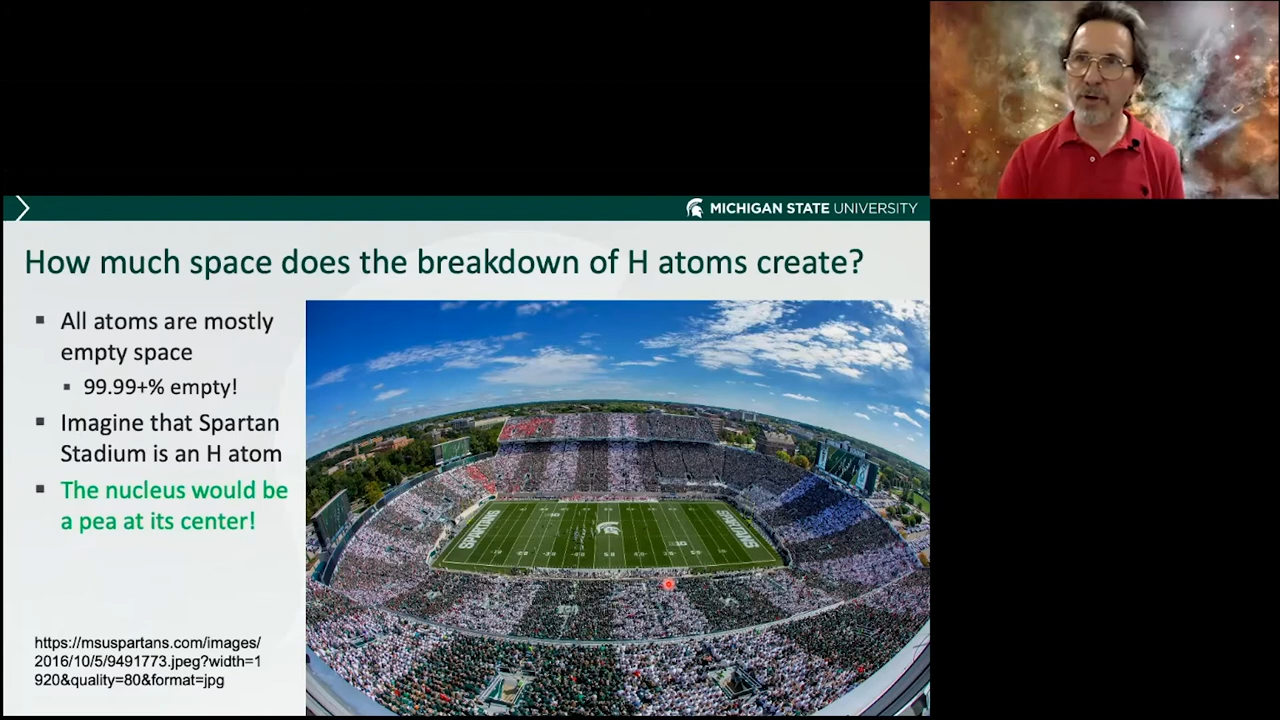 MICHIGAN STATE UNIVERSITY
How much space does the breakdown of H atoms create?
▪ All atoms are mostly
empty space
▪ 99.99+% empty!
▪ Imagine that Spartan
Stadium is an H atom
▪ The nucleus would be
a pea at its center!
SPARTANS
SPARTANS
https://msuspartans.com/images/
2016/10/5/9491773.jpeg?width=1
920&quality=80&format=jpg